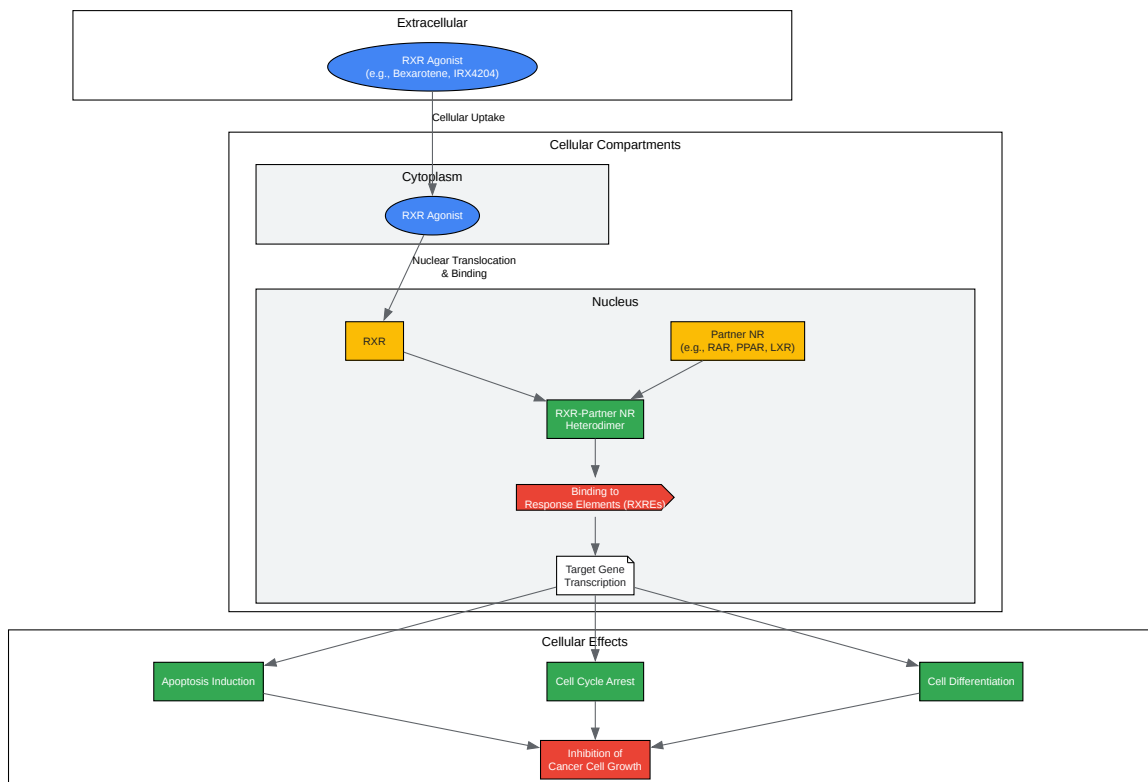 Extracellular
RXR Agonist
(e.g., Bexarotene, IRX4204)
Cellular Uptake
Cellular Compartments
Cytoplasm
RXR Agonist
Nuclear Translocation
& Binding
Nucleus
RXR
Partner NR
(e.g., RAR, PPAR, LXR)
RXR-Partner NR
Heterodimer
Binding to
Response Elements (RXREs)
Target Gene
Transcription
Cellular Effects
Apoptosis Induction
Cell Cycle Arrest
Cell Differentiation
Inhibition of
Cancer Cell Growth